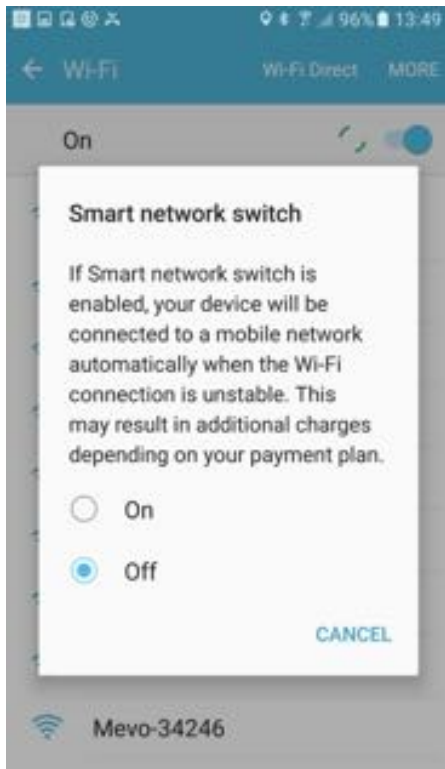 96% 13:49
Wi-Fi Wi-Fi Direct MORE
On
Smart network switch
If Smart network switch is
enabled, your device will be
connected to a mobile network
automatically when the Wi-Fi
connection is unstable. This
may result in additional charges
depending on your payment plan.
On
Off
CANCEL
Mevo-34246